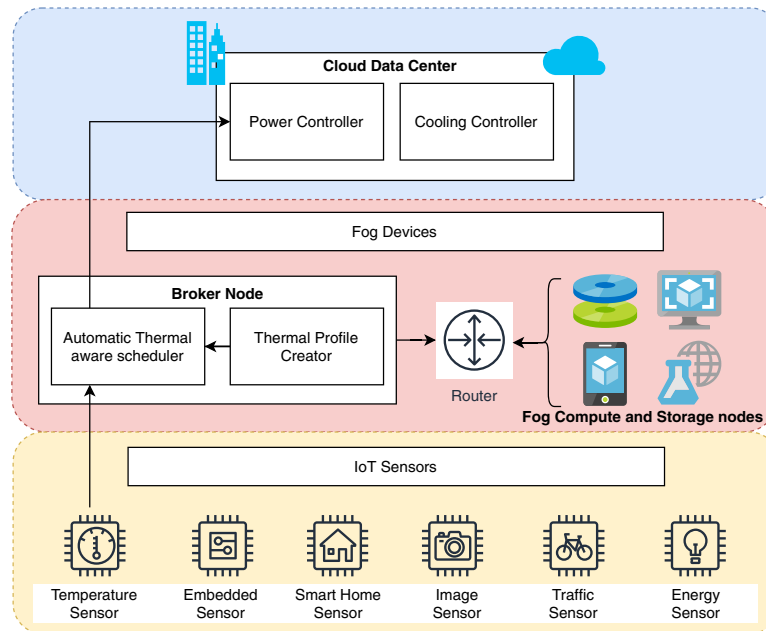 Cloud Data Center
Power Controller
Cooling Controller
Fog Devices
Broker Node
Automatic Thermal
aware scheduler
Thermal Profile
Creator
Router
Fog Compute and Storage nodes
IoT Sensors
Temperature
Sensor
Embedded
Sensor
Smart Home
Sensor
Image
Sensor
Traffic
Sensor
Energy
Sensor